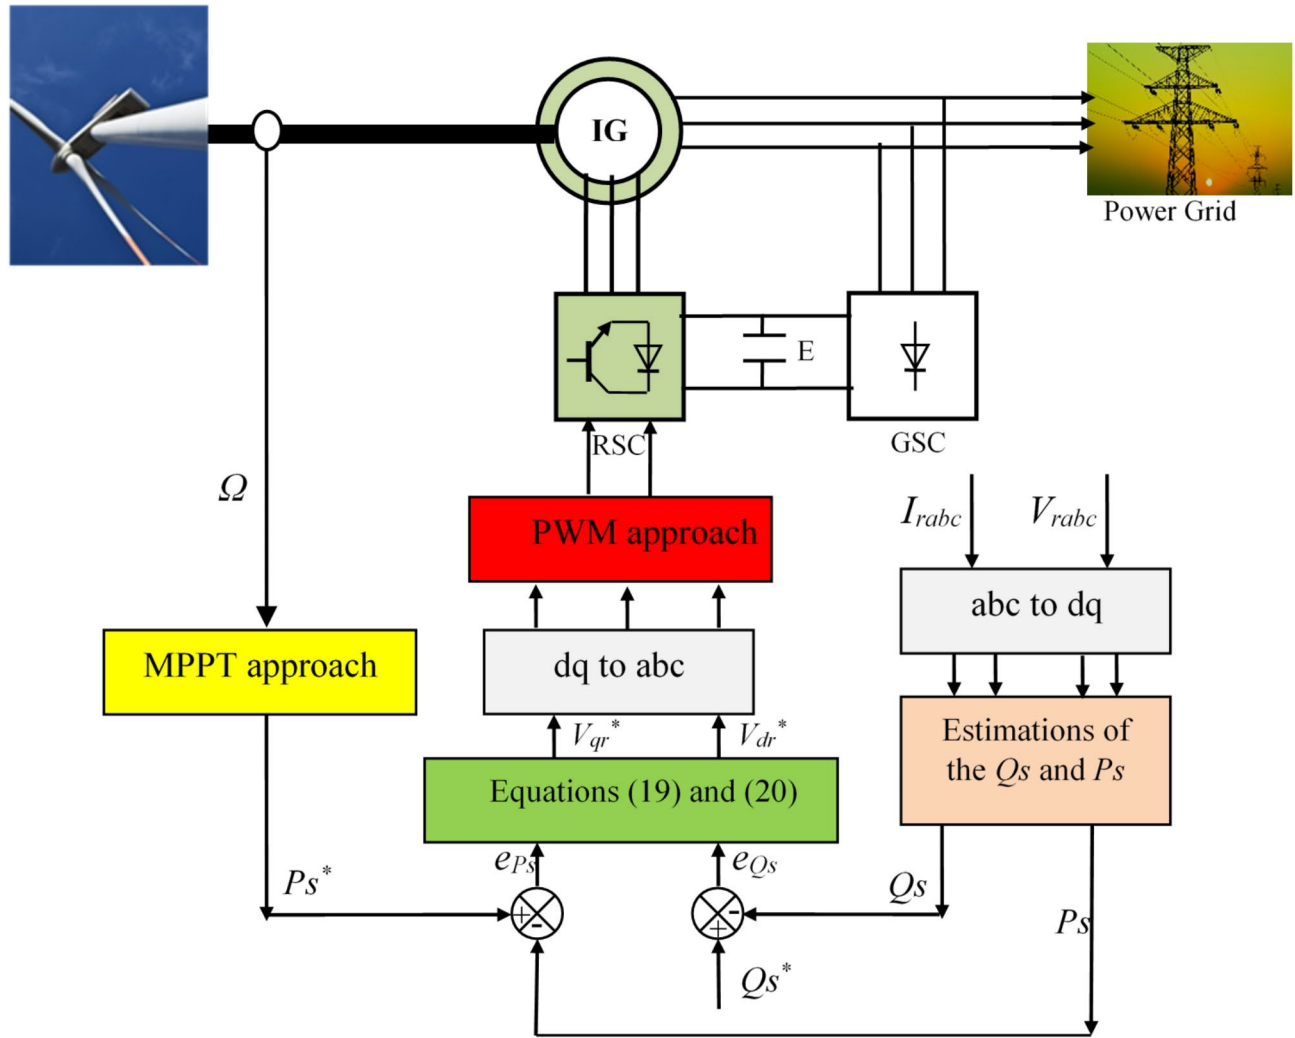 IG
Power Grid
E
RSC
GSC
Ω
PWM approach
Irabc
Vrabc
abc to dq
MPPT approach
dq to abc
Vqr*
Vdr*
Estimations of
the Qs and Ps
Equations (19) and (20)
ePs
eQs
Ps*
Qs
+
-
-
+
Ps
Qs*